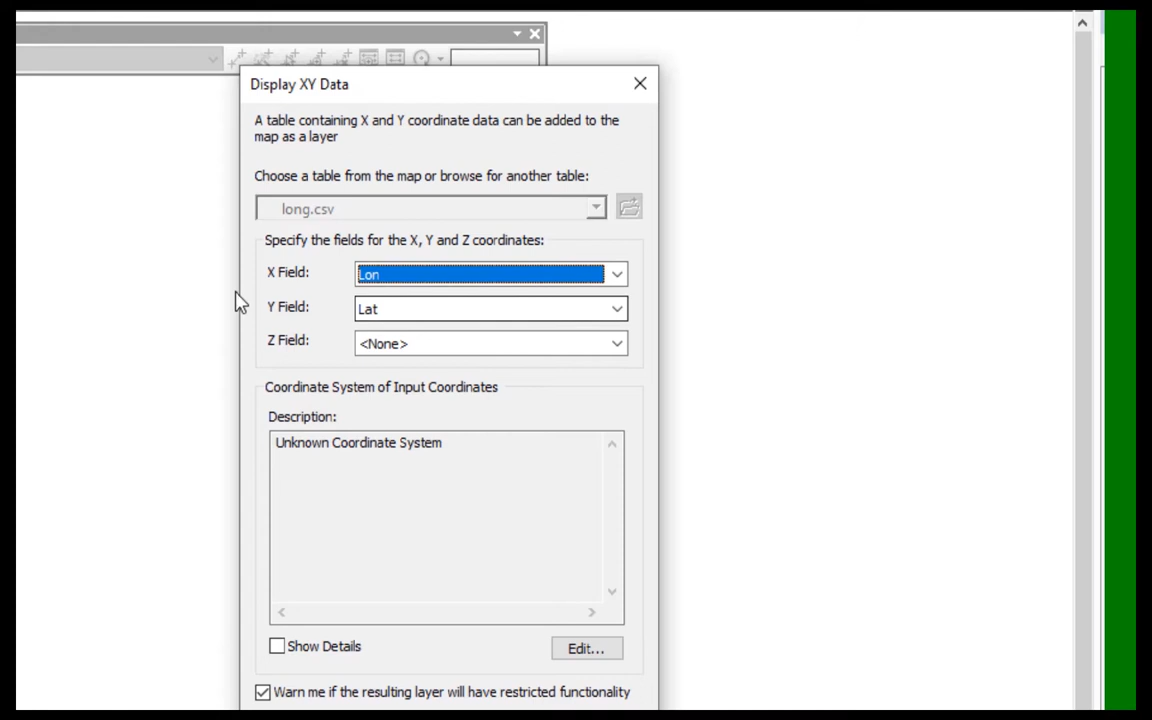 Display XY Data
A table containing X and Y coordinate data can be added to the
map as a layer
Choose a table from the map or browse for another table:
long.csv
Specify the fields for the X, Y and Z coordinates:
X Field: Lon
Y Field: Lat
Z Field: <None>
Coordinate System of Input Coordinates
Description:
Unknown Coordinate System
Show Details Edit...
Warn me if the resulting layer will have restricted functionality